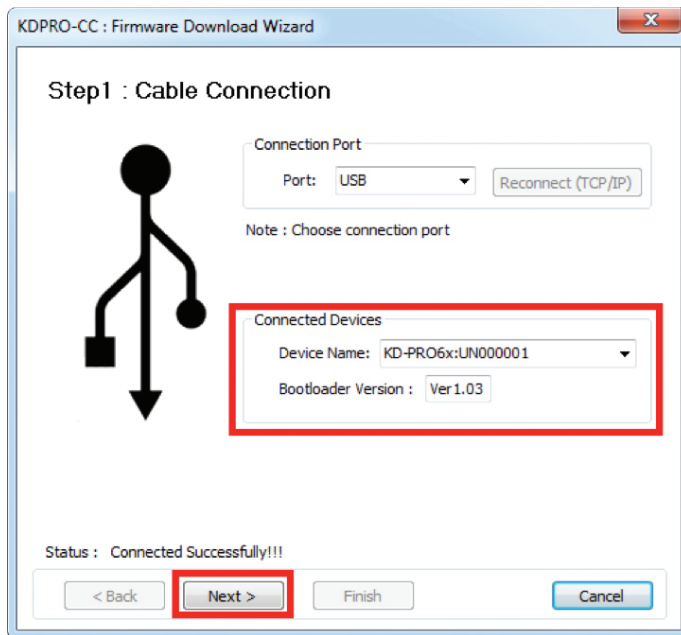 KDPRO-CC : Firmware Download Wizard
Step1 : Cable Connection
Connection Port
Port: USB Reconnect (TCP/IP)
Note : Choose connection port
Connected Devices
Device Name: KD-PRO6x:UN000001
Bootloader Version : Ver1.03
Status : Connected Successfully!!!
< Back Next > Finish Cancel